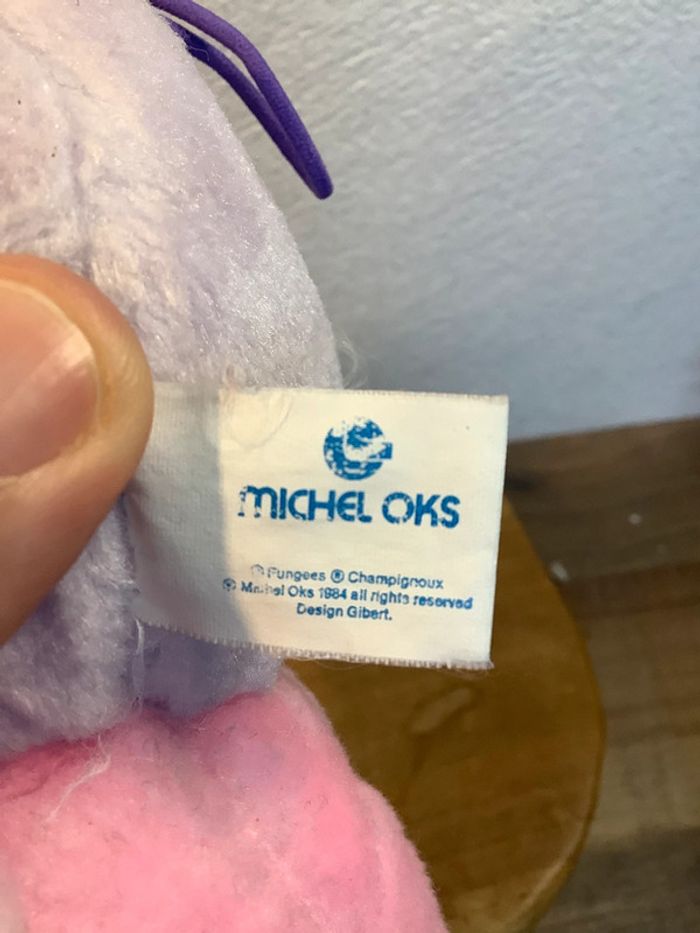 MICHEL OKS
Fungees ® Champignoux
© Michel Oks 1984 all rights reserved
Design Gibert.